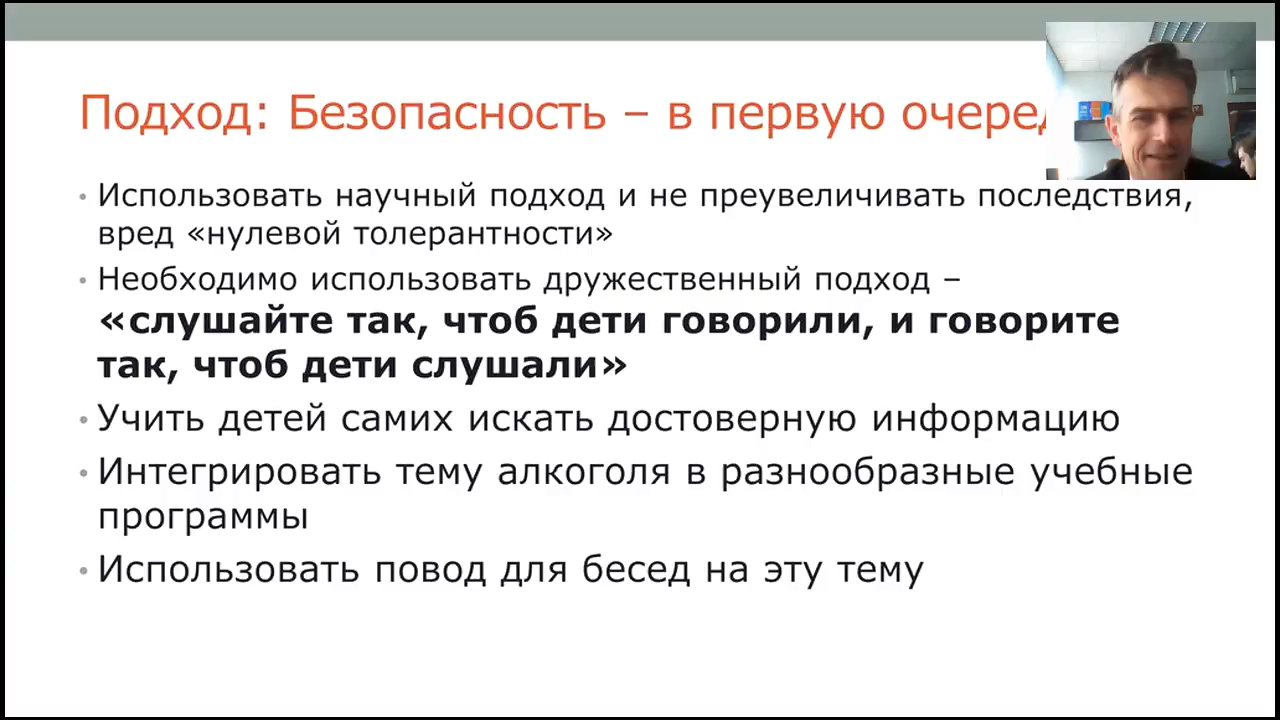 Подход: Безопасность – в первую
• Использовать научный подход и не преувеличивать последствия,
вред «нулевой толерантности»
• Необходимо использовать дружественный подход –
«слушайте так, чтоб дети говорили, и говорите
так, чтоб дети слушали»
• Учить детей самих искать достоверную информацию
• Интегрировать тему алкоголя в разнообразные учебные
программы
• Использовать повод для бесед на эту тему